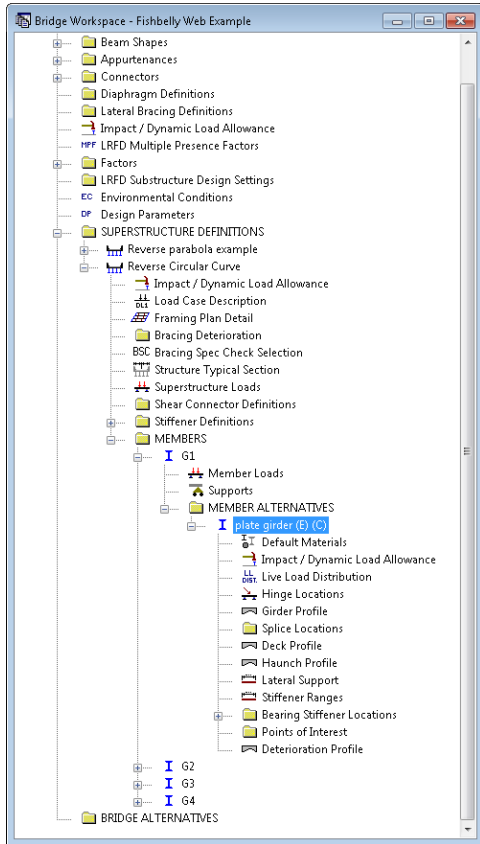 Bridge Workspace - Fishbelly Web Example
Beam Shapes
Appurtenances
Connectors
Diaphragm Definitions
Lateral Bracing Definitions
Impact / Dynamic Load Allowance
MPF LRFD Multiple Presence Factors
Factors
LRFD Substructure Design Settings
EC Environmental Conditions
DP Design Parameters
SUPERSTRUCTURE DEFINITIONS
Reverse parabola example
Reverse Circular Curve
Impact / Dynamic Load Allowance
DL1 Load Case Description
Framing Plan Detail
Bracing Deterioration
BSC Bracing Spec Check Selection
Structure Typical Section
Superstructure Loads
Shear Connector Definitions
Stiffener Definitions
MEMBERS
G1
Member Loads
Supports
MEMBER ALTERNATIVES
plate girder (E) (C)
Default Materials
Impact / Dynamic Load Allowance
LL DIST. Live Load Distribution
Hinge Locations
Girder Profile
Splice Locations
Deck Profile
Haunch Profile
Lateral Support
Stiffener Ranges
Bearing Stiffener Locations
Points of Interest
Deterioration Profile
G2
G3
G4
BRIDGE ALTERNATIVES